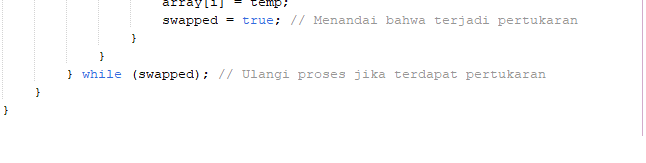 array[i] = temp;
swapped = true; // Menandai bahwa terjadi pertukaran
}
}
} while (swapped); // Ulangi proses jika terdapat pertukaran
}
}